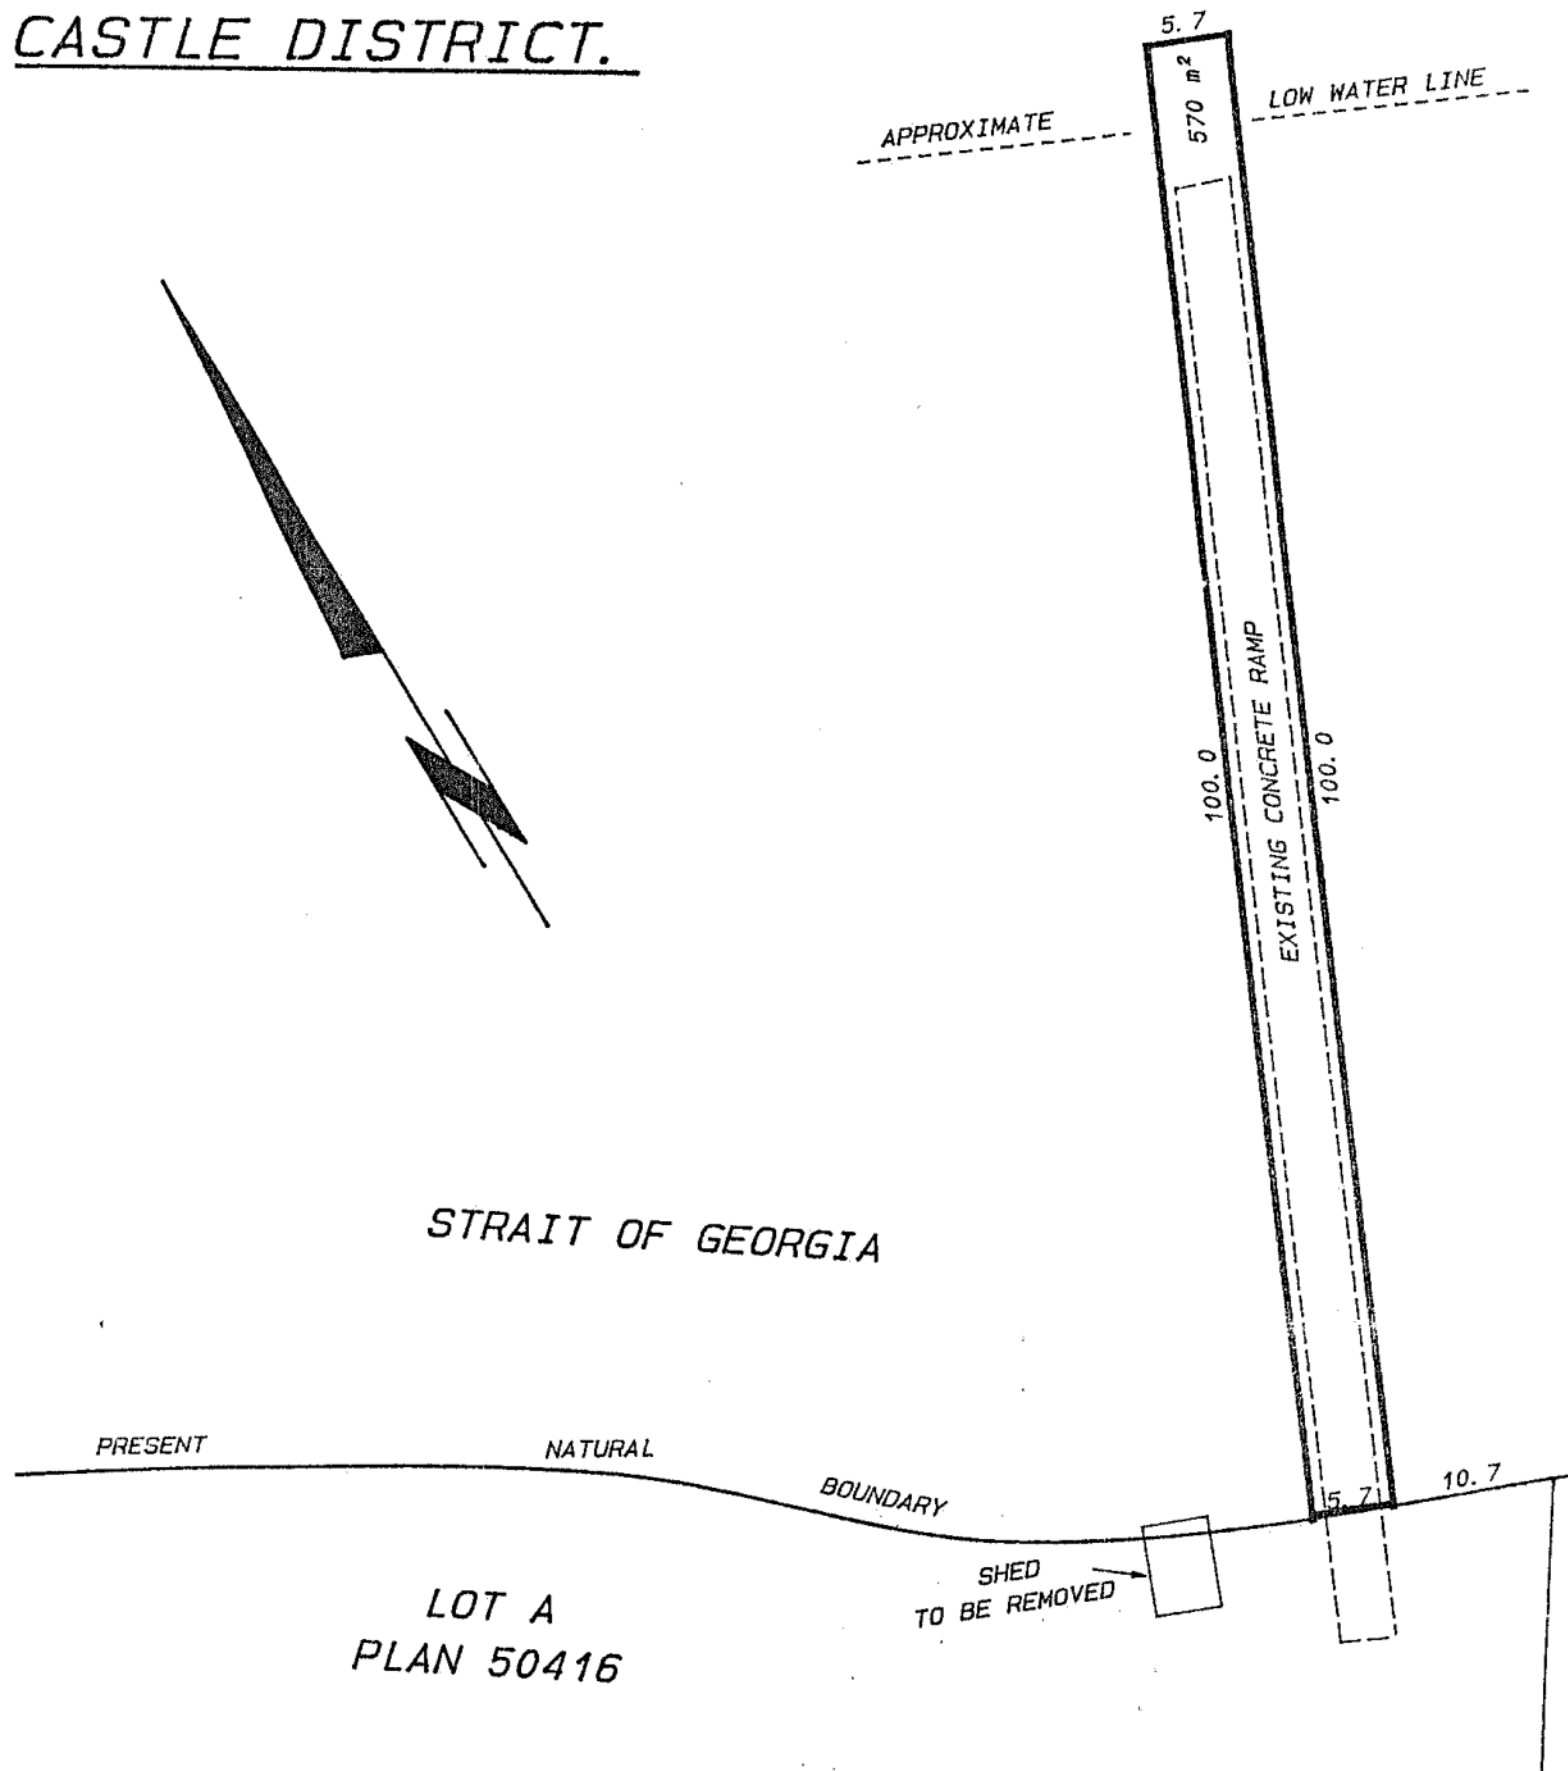 CASTLE DISTRICT.
5.7
570 m²
APPROXIMATE LOW WATER LINE
EXISTING CONCRETE RAMP
100.0
100.0
STRAIT OF GEORGIA
PRESENT NATURAL BOUNDARY
5.7
10.7
SHED
TO BE REMOVED
LOT A
PLAN 50416